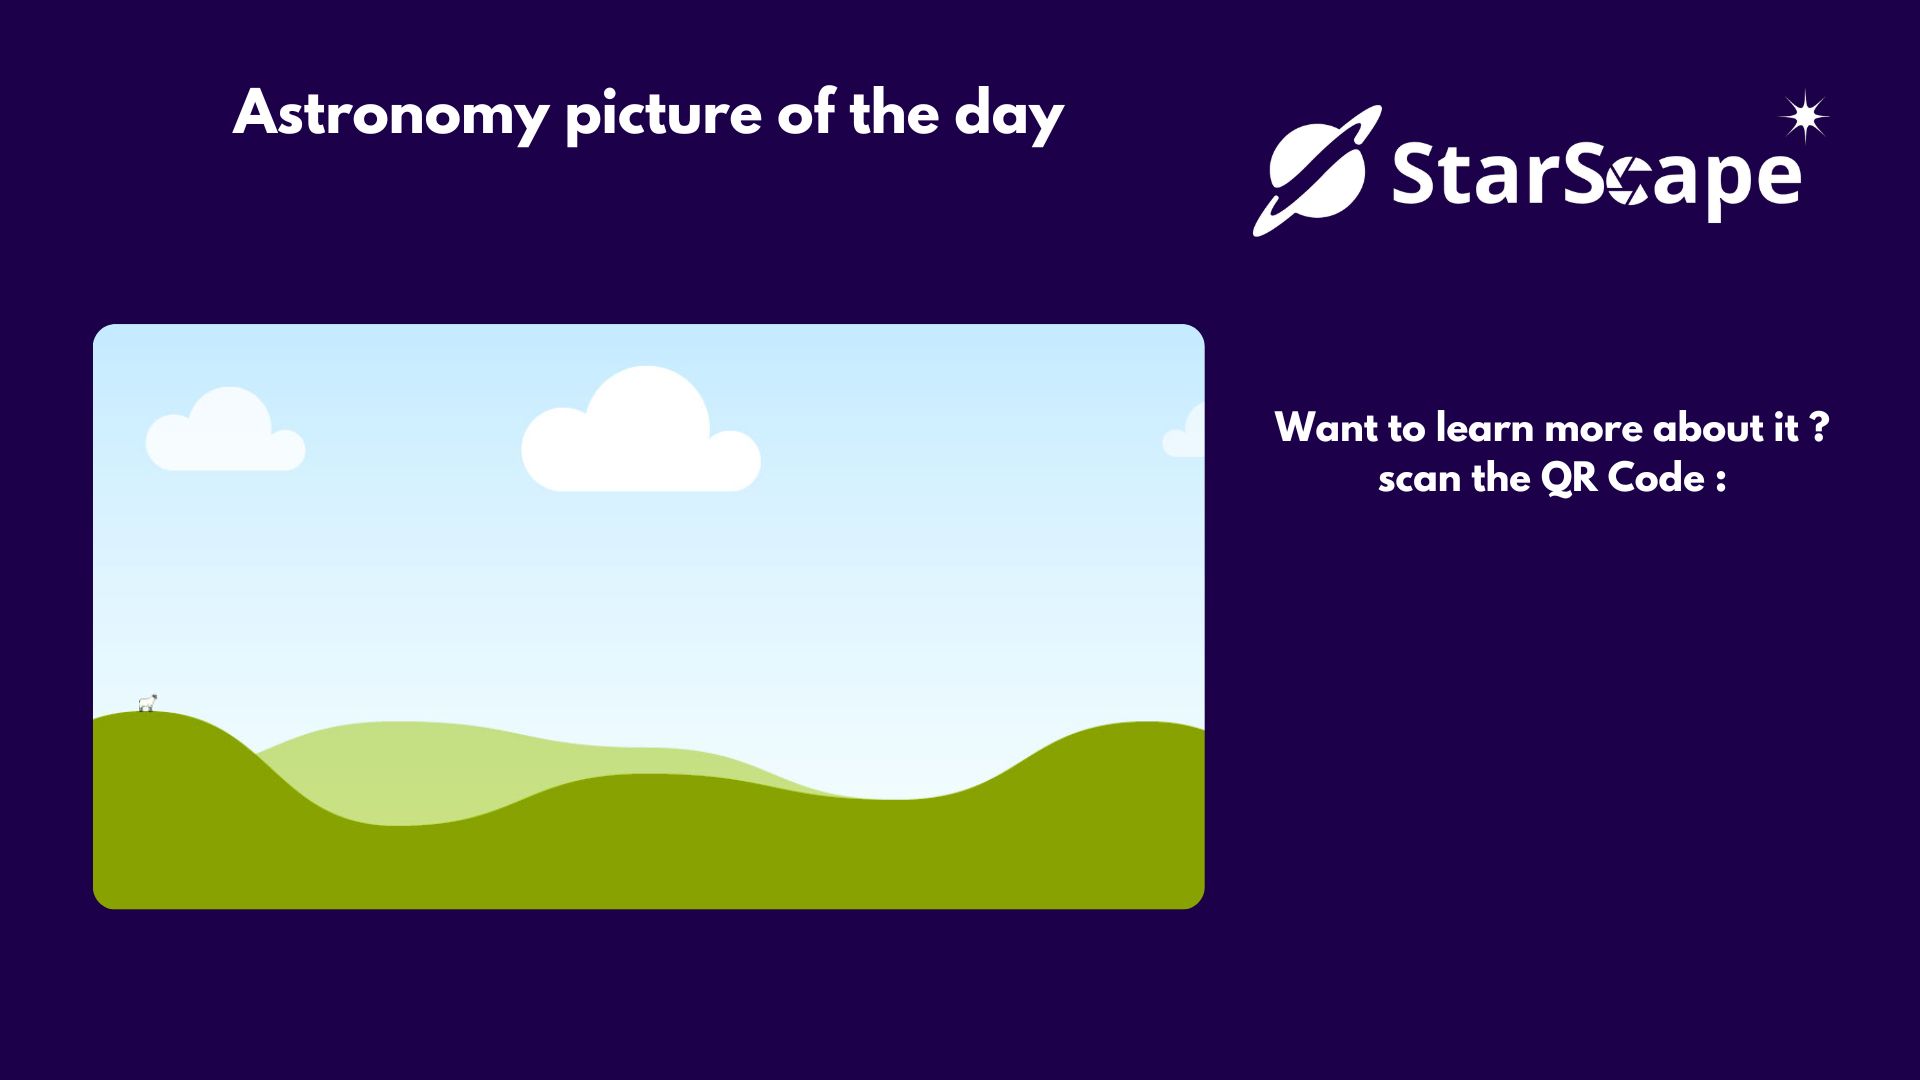 Astronomy picture of the day
StarScape
Want to learn more about it ?
scan the QR Code :